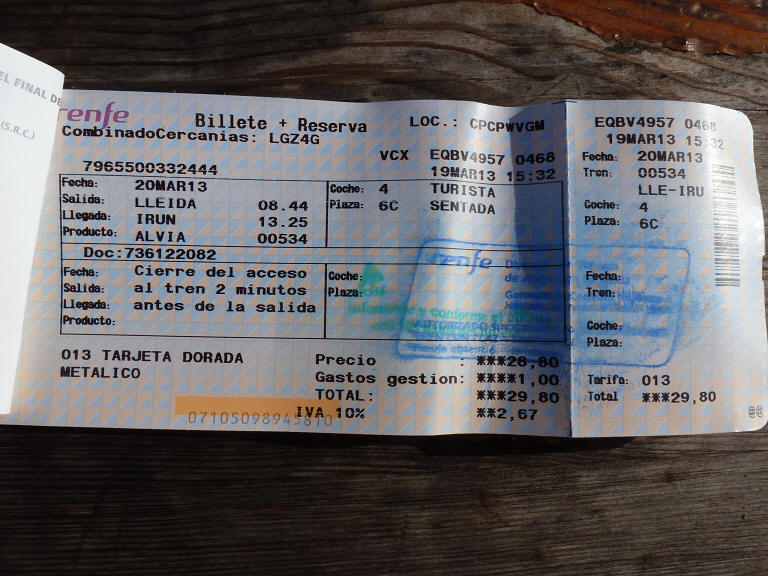 EL FINAL DE
(S.R.C.)
renfe
Billete + Reserva
LOC.: CPCPWVGM
CombinadoCercanias: LGZ4G
VCX EQBV4957 0468
7965500332444
19MAR13 15:32
Fecha: 20MAR13
Coche: 4 TURISTA
Salida: LLEIDA 08.44
Plaza: 6C SENTADA
Llegada: IRUN 13.25
Producto: ALVIA 00534
Doc:736122082
Fecha: Cierre del acceso
Coche:
Salida: al tren 2 minutos
Plaza:
Llegada: antes de la salida
Producto:
renfe
013 TARJETA DORADA
METALICO
Precio : ***28,80
Gastos gestion: ****1,00
TOTAL: ***29,80
IVA 10% **2,67
07105098945810
EQBV4957 0468
19MAR13 15:32
Fecha: 20MAR13
Tren: 00534
LLE-IRU
Coche: 4
Plaza: 6C
Fecha:
Tren:
Coche:
Plaza:
Tarifa: 013
Total ***29,80